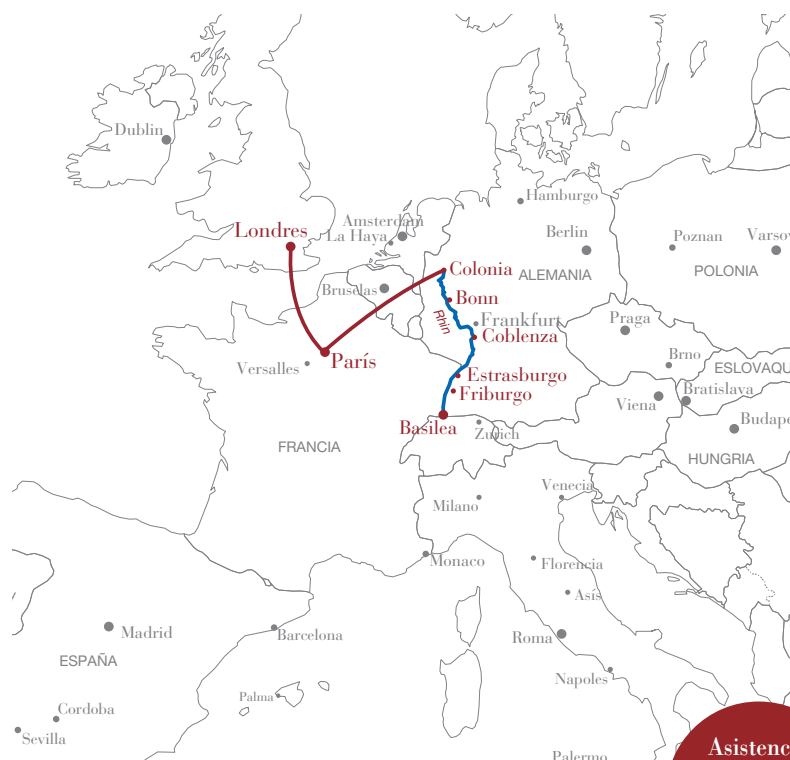 Dublin
Hamburgo
Londres
Amsterdam
La Haya
Berlin
Poznan
Varsov
Colonia
ALEMANIA
POLONIA
Bruselas
Bonn
Rhin
Frankfurt
Praga
Coblenza
París
Versalles
Brno
ESLOVAQU
Estrasburgo
Friburgo
Bratislava
Viena
Basilea
Zurich
Budape
FRANCIA
HUNGRIA
Milano
Venecia
Monaco
Florencia
Asís
Madrid
Barcelona
Roma
ESPAÑA
Napoles
Palma
Cordoba
Sevilla
Asistenc
Palermo